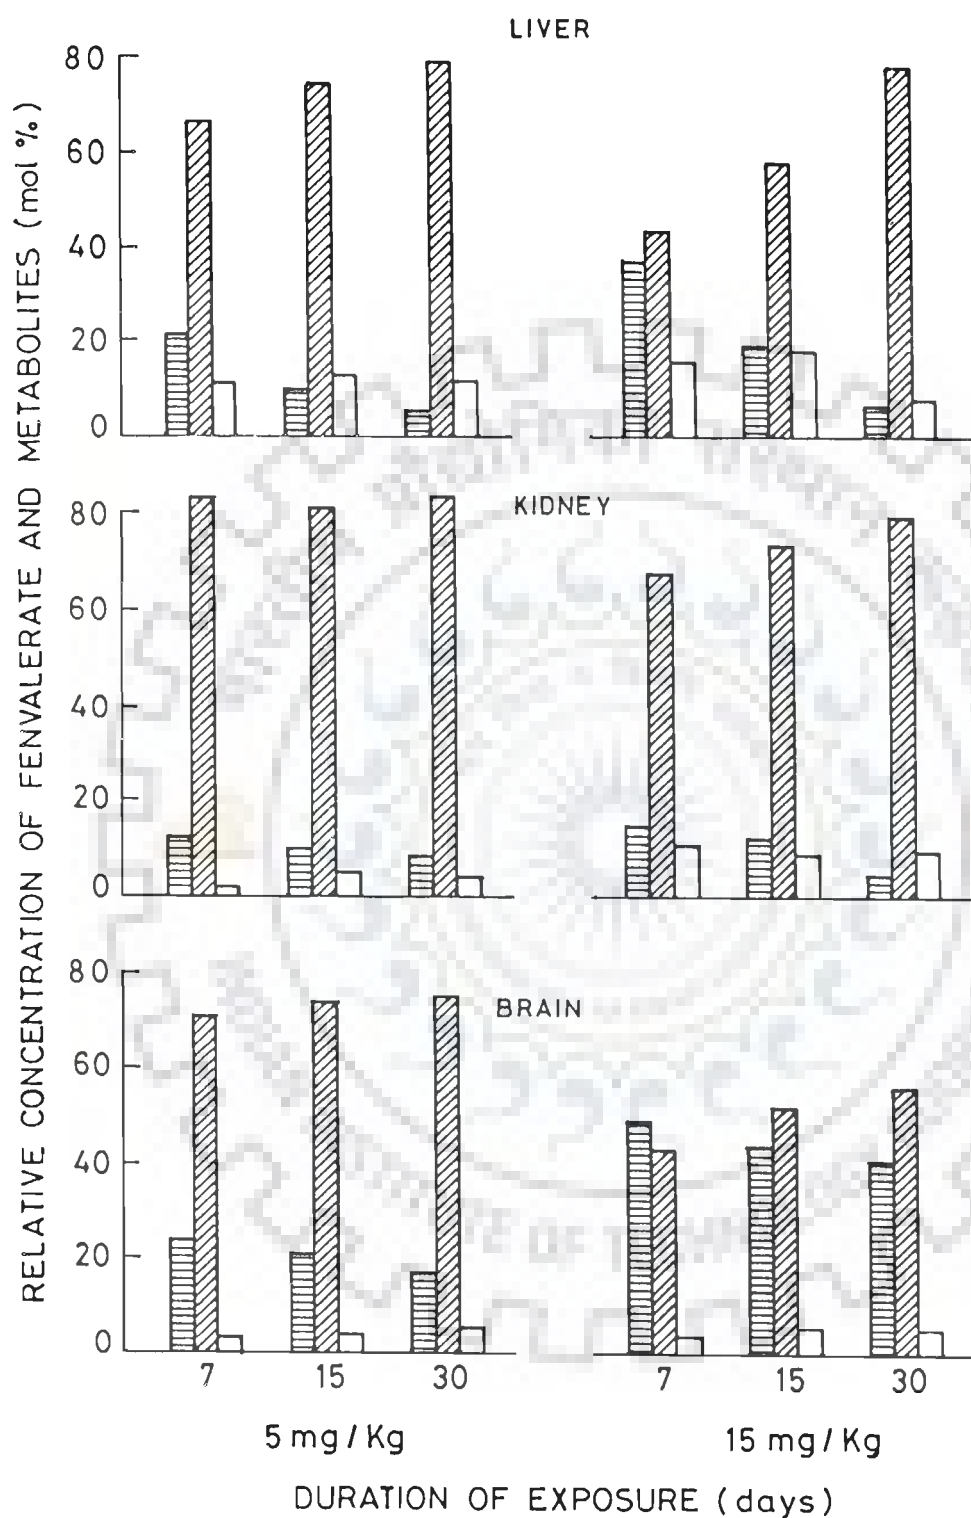 LIVER
RELATIVE CONCENTRATION OF FENVALERATE AND METABOLITES (mol %)
80
60
40
20
0
KIDNEY
80
60
40
20
0
BRAIN
80
60
40
20
0
7 15 30 7 15 30
5 mg/Kg 15 mg/Kg
DURATION OF EXPOSURE (days)